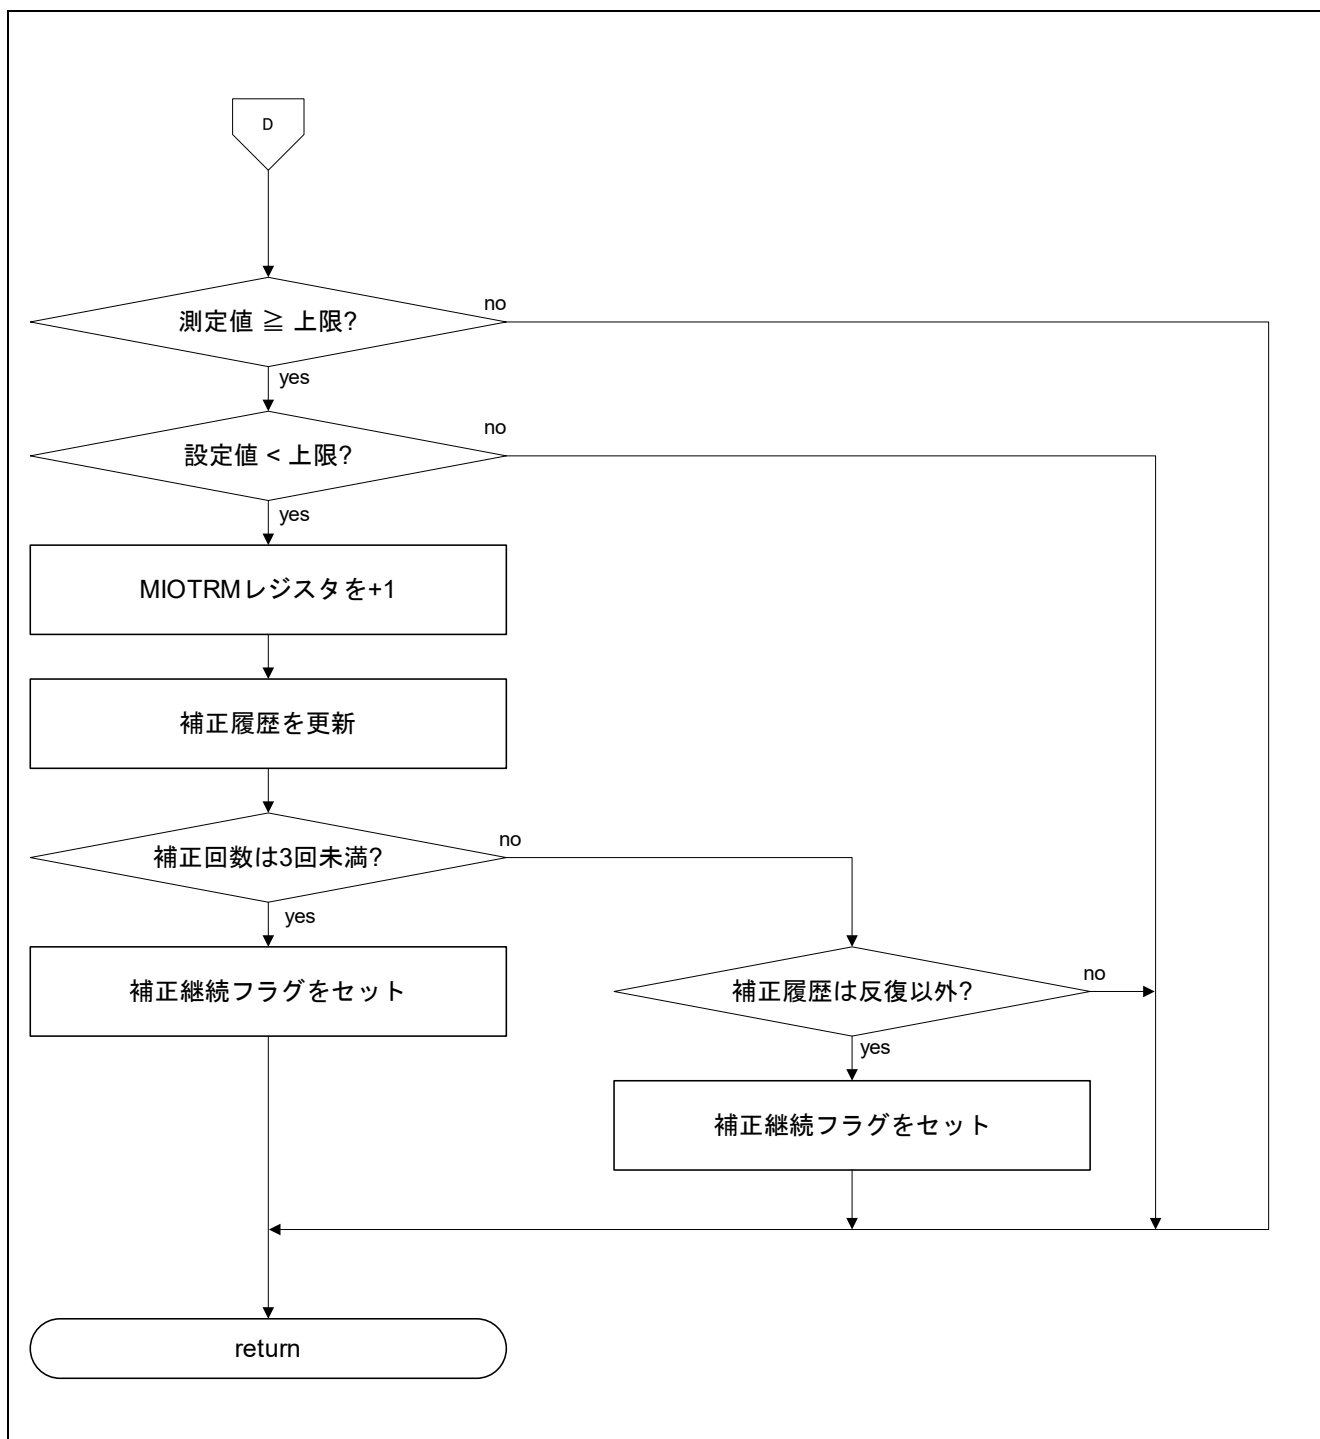 D
測定値 ≧ 上限?
no
yes
設定値 < 上限?
no
yes
MIOTRMレジスタを+1
補正履歴を更新
補正回数は3回未満?
no
yes
補正継続フラグをセット
補正履歴は反復以外?
no
yes
補正継続フラグをセット
return